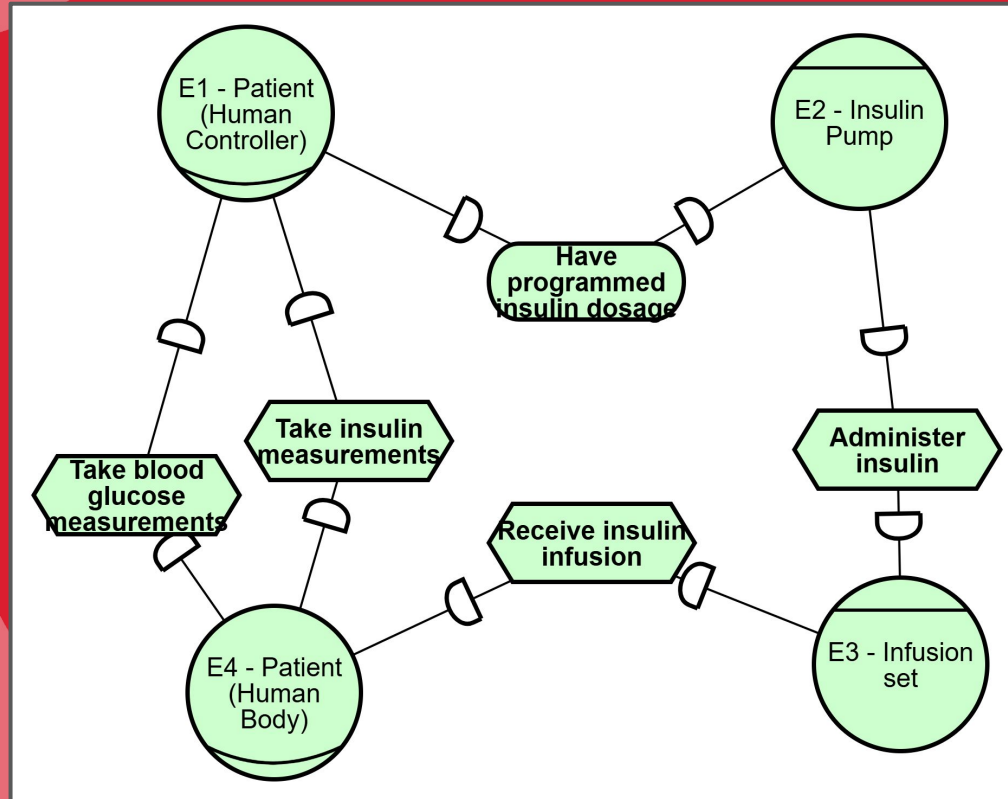 E1 - Patient
(Human
Controller)
E2 - Insulin
Pump
Have
programmed
insulin dosage
Take insulin
measurements
Administer
insulin
Take blood
glucose
measurements
Receive insulin
infusion
E4 - Patient
(Human
Body)
E3 - Infusion
set